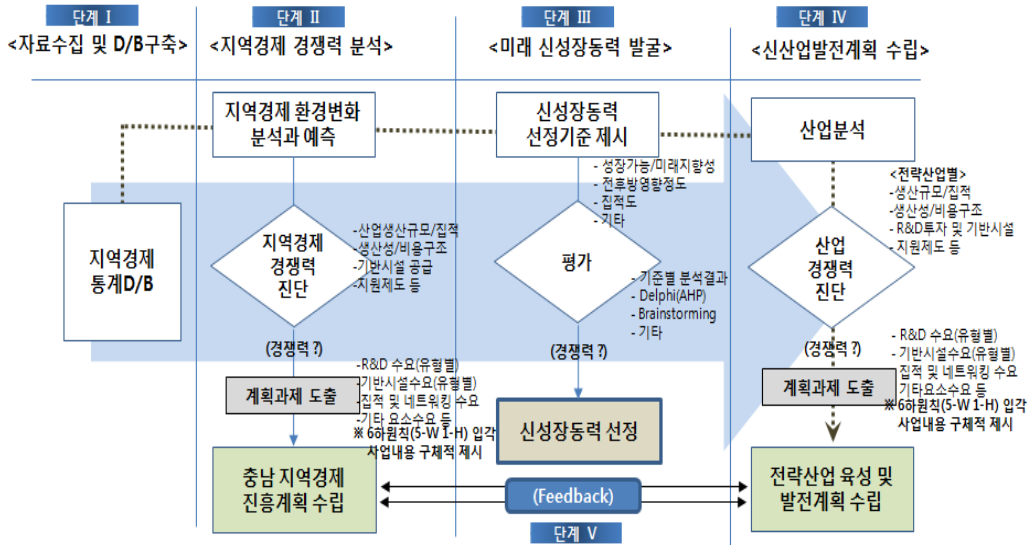 단계 I
<자료수집 및 D/B구축>
지역경제
통계D/B
단계 II
<지역경제 경쟁력 분석>
지역경제 환경변화
분석과 예측
지역경제
경쟁력
진단
-산업생산규모/집적
-생산성/비용구조
-기반시설 공급
-지원제도 등
(경쟁력 ?)
-R&D 수요(유형별)
-기반시설수요(유형별)
-집적 및 네트워킹 수요
-기타 요소수요 등
※ 6하원칙(5-W 1-H) 입각
사업내용 구체적 제시
계획과제 도출
충남 지역경제
진흥계획 수립
단계 III
<미래 신성장동력 발굴>
신성장동력
선정기준 제시
- 성장가능/미래지향성
- 전후방영향정도
- 집적도
- 기타
평가
- 기준별 분석결과
- Delphi(AHP)
- Brainstorming
- 기타
(경쟁력 ?)
신성장동력 선정
(Feedback)
단계 V
단계 IV
<신산업발전계획 수립>
산업분석
<전략산업별>
-생산규모/집적
-생산성/비용구조
- R&D투자 및 기반시설
- 지원제도 등
산업
경쟁력
진단
(경쟁력 ?)
- R&D 수요(유형별)
- 기반시설수요(유형별)
- 집적 및 네트워킹 수요
- 기타요소수요 등
※ 6하원칙(5-W 1-H) 입각
사업내용 구체적 제시
계획과제 도출
전략산업 육성 및
발전계획 수립